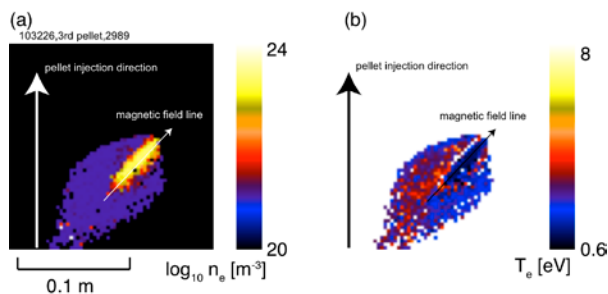 (a)
103226,3rd pellet,2989
pellet injection direction
magnetic field line
24
20
0.1 m
log₁₀ nₑ [m⁻³]
(b)
pellet injection direction
magnetic field line
8
0.6
Tₑ [eV]